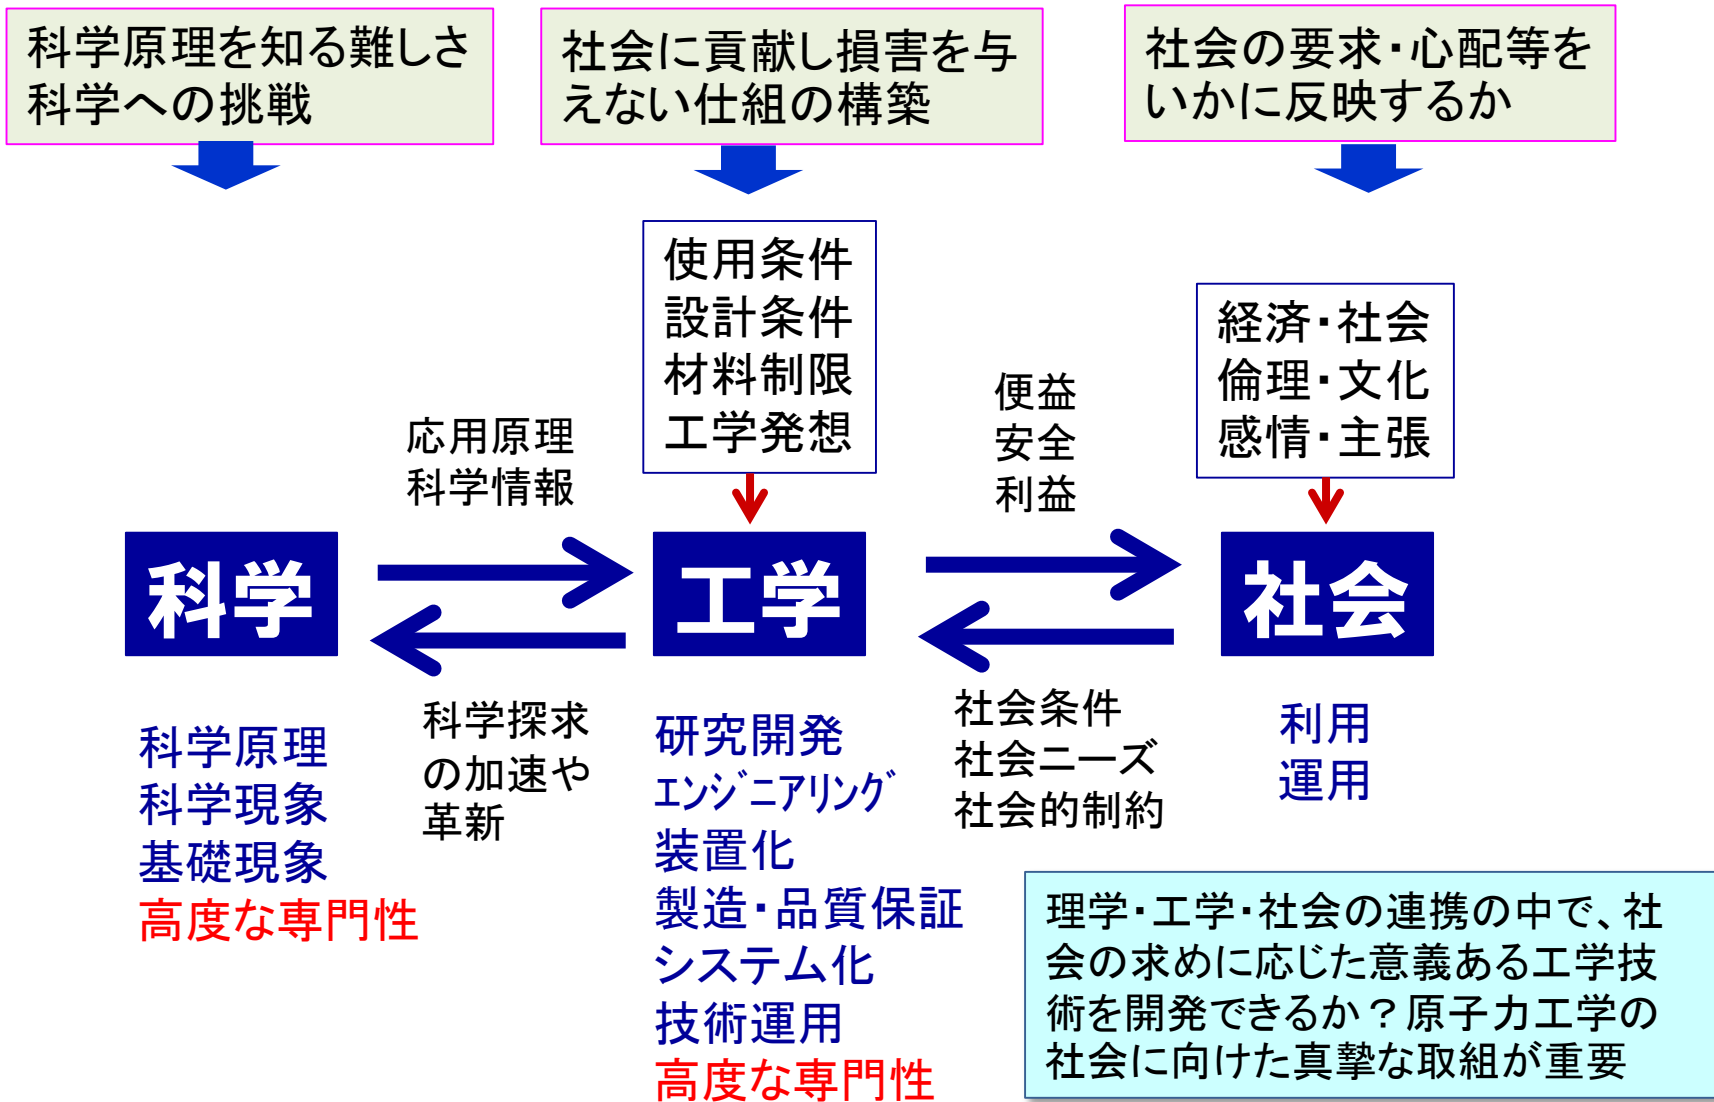 科学原理を知る難しさ
科学への挑戦
社会に貢献し損害を与
えない仕組の構築
社会の要求・心配等を
いかに反映するか
使用条件
設計条件
材料制限
工学発想
経済・社会
倫理・文化
感情・主張
応用原理
科学情報
便益
安全
利益
科学
工学
社会
科学原理
科学現象
基礎現象
高度な専門性
科学探求
の加速や
革新
研究開発
ｴﾝｼﾞﾆｱﾘﾝｸﾞ
装置化
製造・品質保証
システム化
技術運用
高度な専門性
社会条件
社会ニーズ
社会的制約
利用
運用
理学・工学・社会の連携の中で、社
会の求めに応じた意義ある工学技
術を開発できるか？原子力工学の
社会に向けた真摯な取組が重要